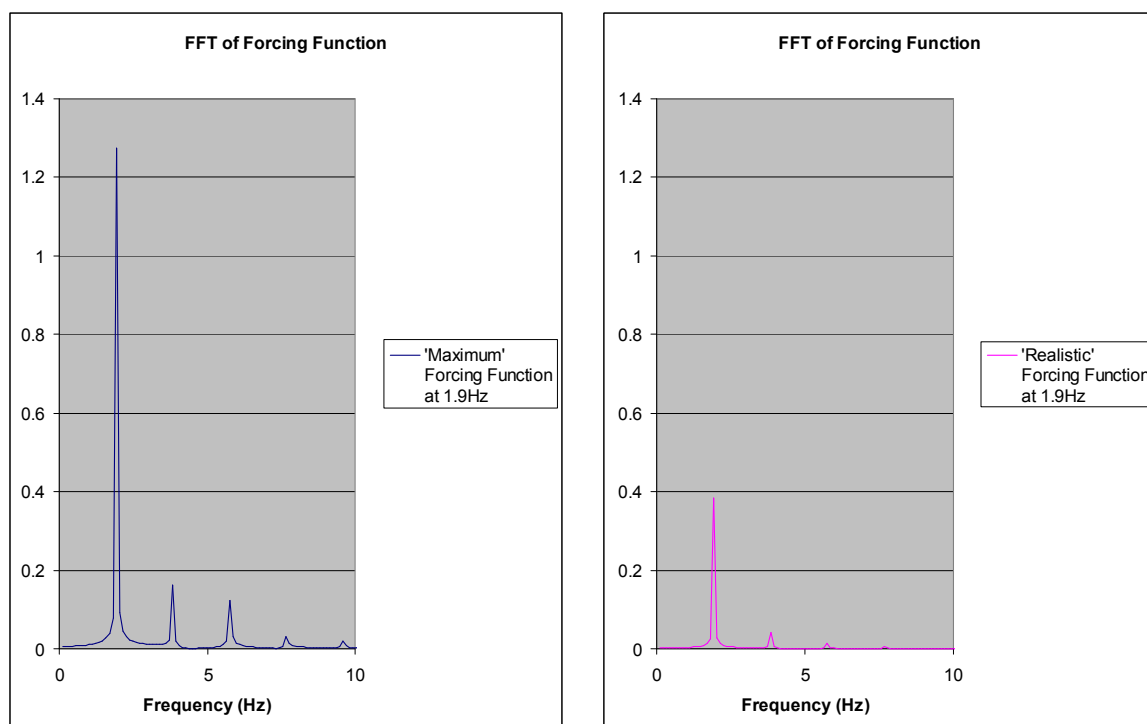 FFT of Forcing Function
1.4
1.2
1
0.8
0.6
0.4
0.2
0
0 5 10
Frequency (Hz)
'Maximum'
Forcing Function
at 1.9Hz
FFT of Forcing Function
1.4
1.2
1
0.8
0.6
0.4
0.2
0
0 5 10
Frequency (Hz)
'Realistic'
Forcing Function
at 1.9Hz